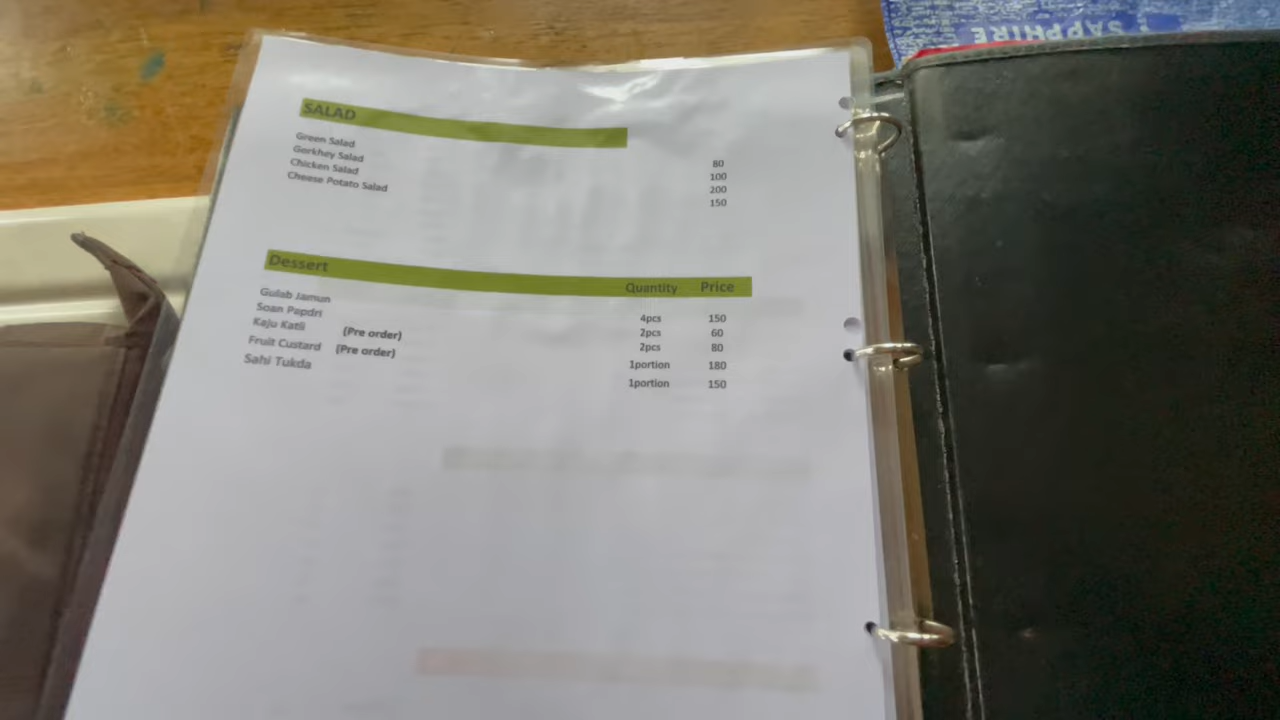 SAPPHIRE
SALAD
Green Salad 80
Gorkhey Salad 100
Chicken Salad 200
Cheese Potato Salad 150
Dessert Quantity Price
Gulab Jamun 4pcs 150
Soan Papdri 2pcs 60
Kaju Katli (Pre order) 2pcs 80
Fruit Custard (Pre order) 1portion 180
Sahi Tukda 1portion 150